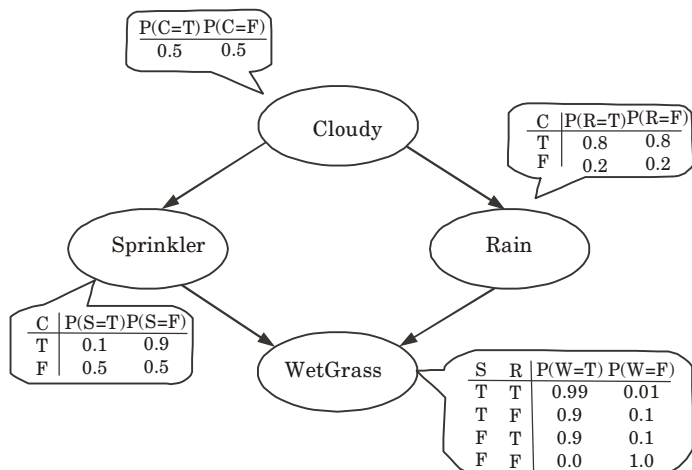 P(C=T) P(C=F)
0.5 0.5
Cloudy
C P(R=T) P(R=F)
T 0.8 0.8
F 0.2 0.2
Sprinkler
Rain
C P(S=T) P(S=F)
T 0.1 0.9
F 0.5 0.5
WetGrass
S R P(W=T) P(W=F)
T T 0.99 0.01
T F 0.9 0.1
F T 0.9 0.1
F F 0.0 1.0